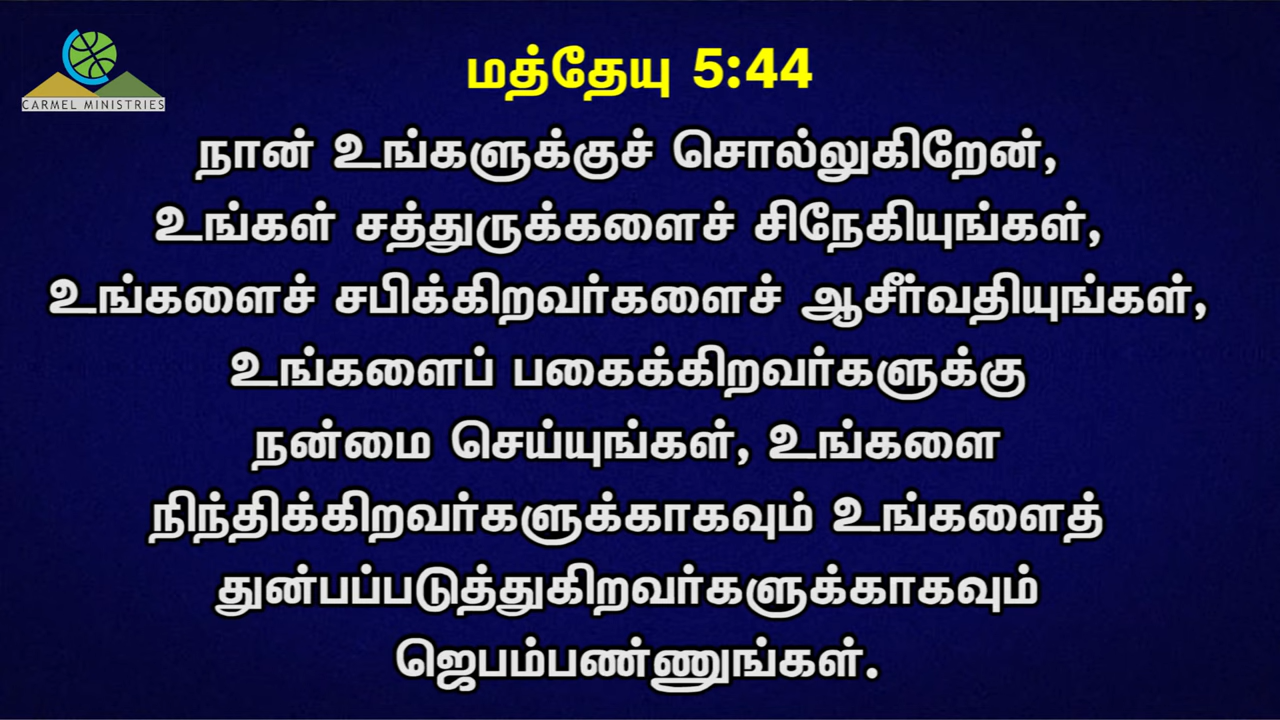 CARMEL MINISTRIES
மத்தேயு 5:44
நான் உங்களுக்குச் சொல்லுகிறேன்,
உங்கள் சத்துருக்களைச் சிநேகியுங்கள்,
உங்களைச் சபிக்கிறவர்களைச் ஆசீர்வதியுங்கள்,
உங்களைப் பகைக்கிறவர்களுக்கு
நன்மை செய்யுங்கள், உங்களை
நிந்திக்கிறவர்களுக்காகவும் உங்களைத்
துன்பப்படுத்துகிறவர்களுக்காகவும்
ஜெபம்பண்ணுங்கள்.